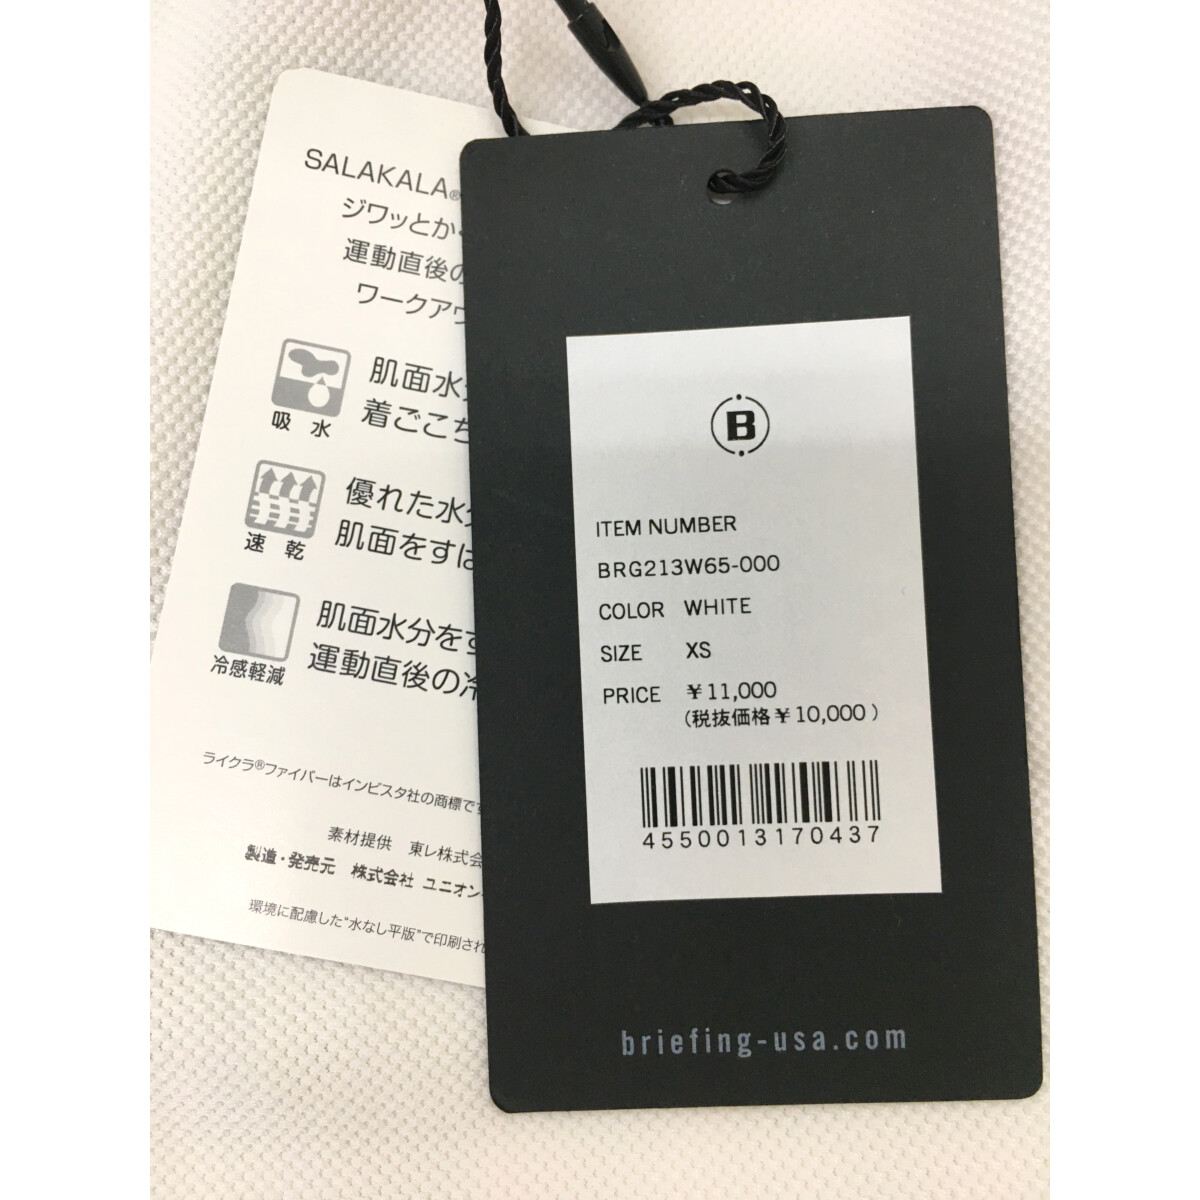 SALAKALA®
ジワッとか
運動直後の
ワークアウ
吸水
肌面水分
着ごこち
速乾
優れた水分
肌面をすば
冷感軽減
肌面水分をす
運動直後の冷
ライクラ®ファイバーはインビスタ社の商標です
素材提供 東レ株式会
製造・発売元 株式会社 ユニオン
環境に配慮した“水なし平版”で印刷され
B
ITEM NUMBER
BRG213W65-000
COLOR WHITE
SIZE XS
PRICE ￥11,000
(税抜価格￥10,000)
4550013170437
briefing-usa.com